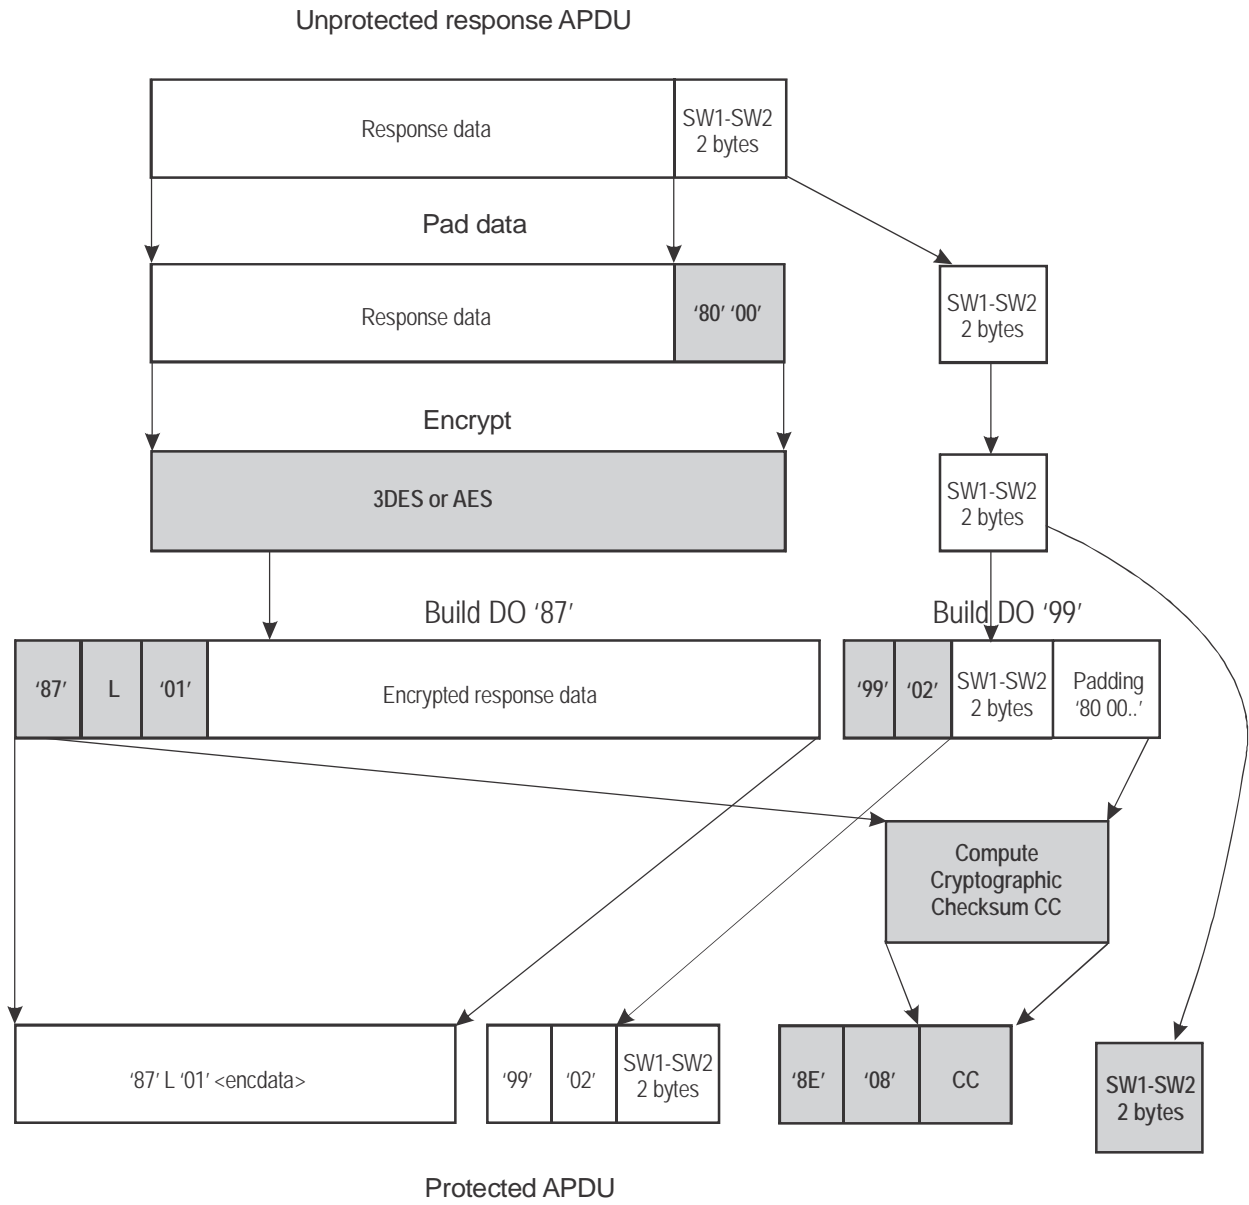 Unprotected response APDU
Response data
SW1-SW2
2 bytes
Pad data
Response data
‘80’ ‘00’
SW1-SW2
2 bytes
Encrypt
3DES or AES
SW1-SW2
2 bytes
Build DO ‘87’
Build DO ‘99’
‘87’
L
‘01’
Encrypted response data
‘99’
‘02’
SW1-SW2
2 bytes
Padding
‘80 00..’
Compute
Cryptographic
Checksum CC
‘87’ L ‘01’ <encdata>
‘99’
‘02’
SW1-SW2
2 bytes
‘8E’
‘08’
CC
SW1-SW2
2 bytes
Protected APDU